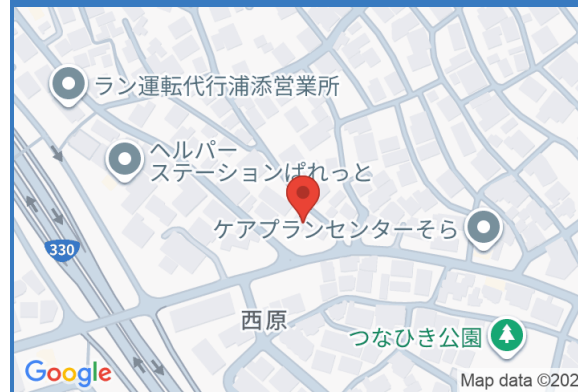 ラン運転代行浦添営業所
ヘルパー
ステーションぱれっと
ケアプランセンターそら
330
西原
つなひき公園
Google
Map data ©202